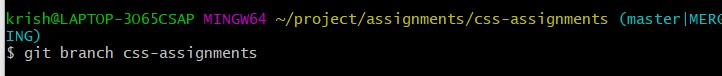 krish@LAPTOP-3O65CSAP MINGW64 ~/project/assignments/css-assignments (master|MERG
ING)
$ git branch css-assignments